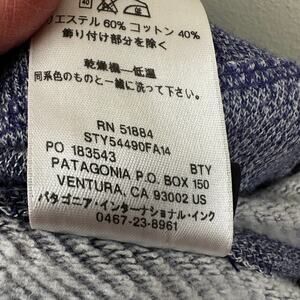 リエステル 60% コットン 40%
飾り付け部分を除く
乾燥機ー低温
同系色のものと一緒に洗って下さい。
RN 51884
STY54490FA14
PO 183543 BTY
PATAGONIA P.O. BOX 150
VENTURA, CA 93002 US
パタゴニア・インターナショナル・インク
0467-23-8961